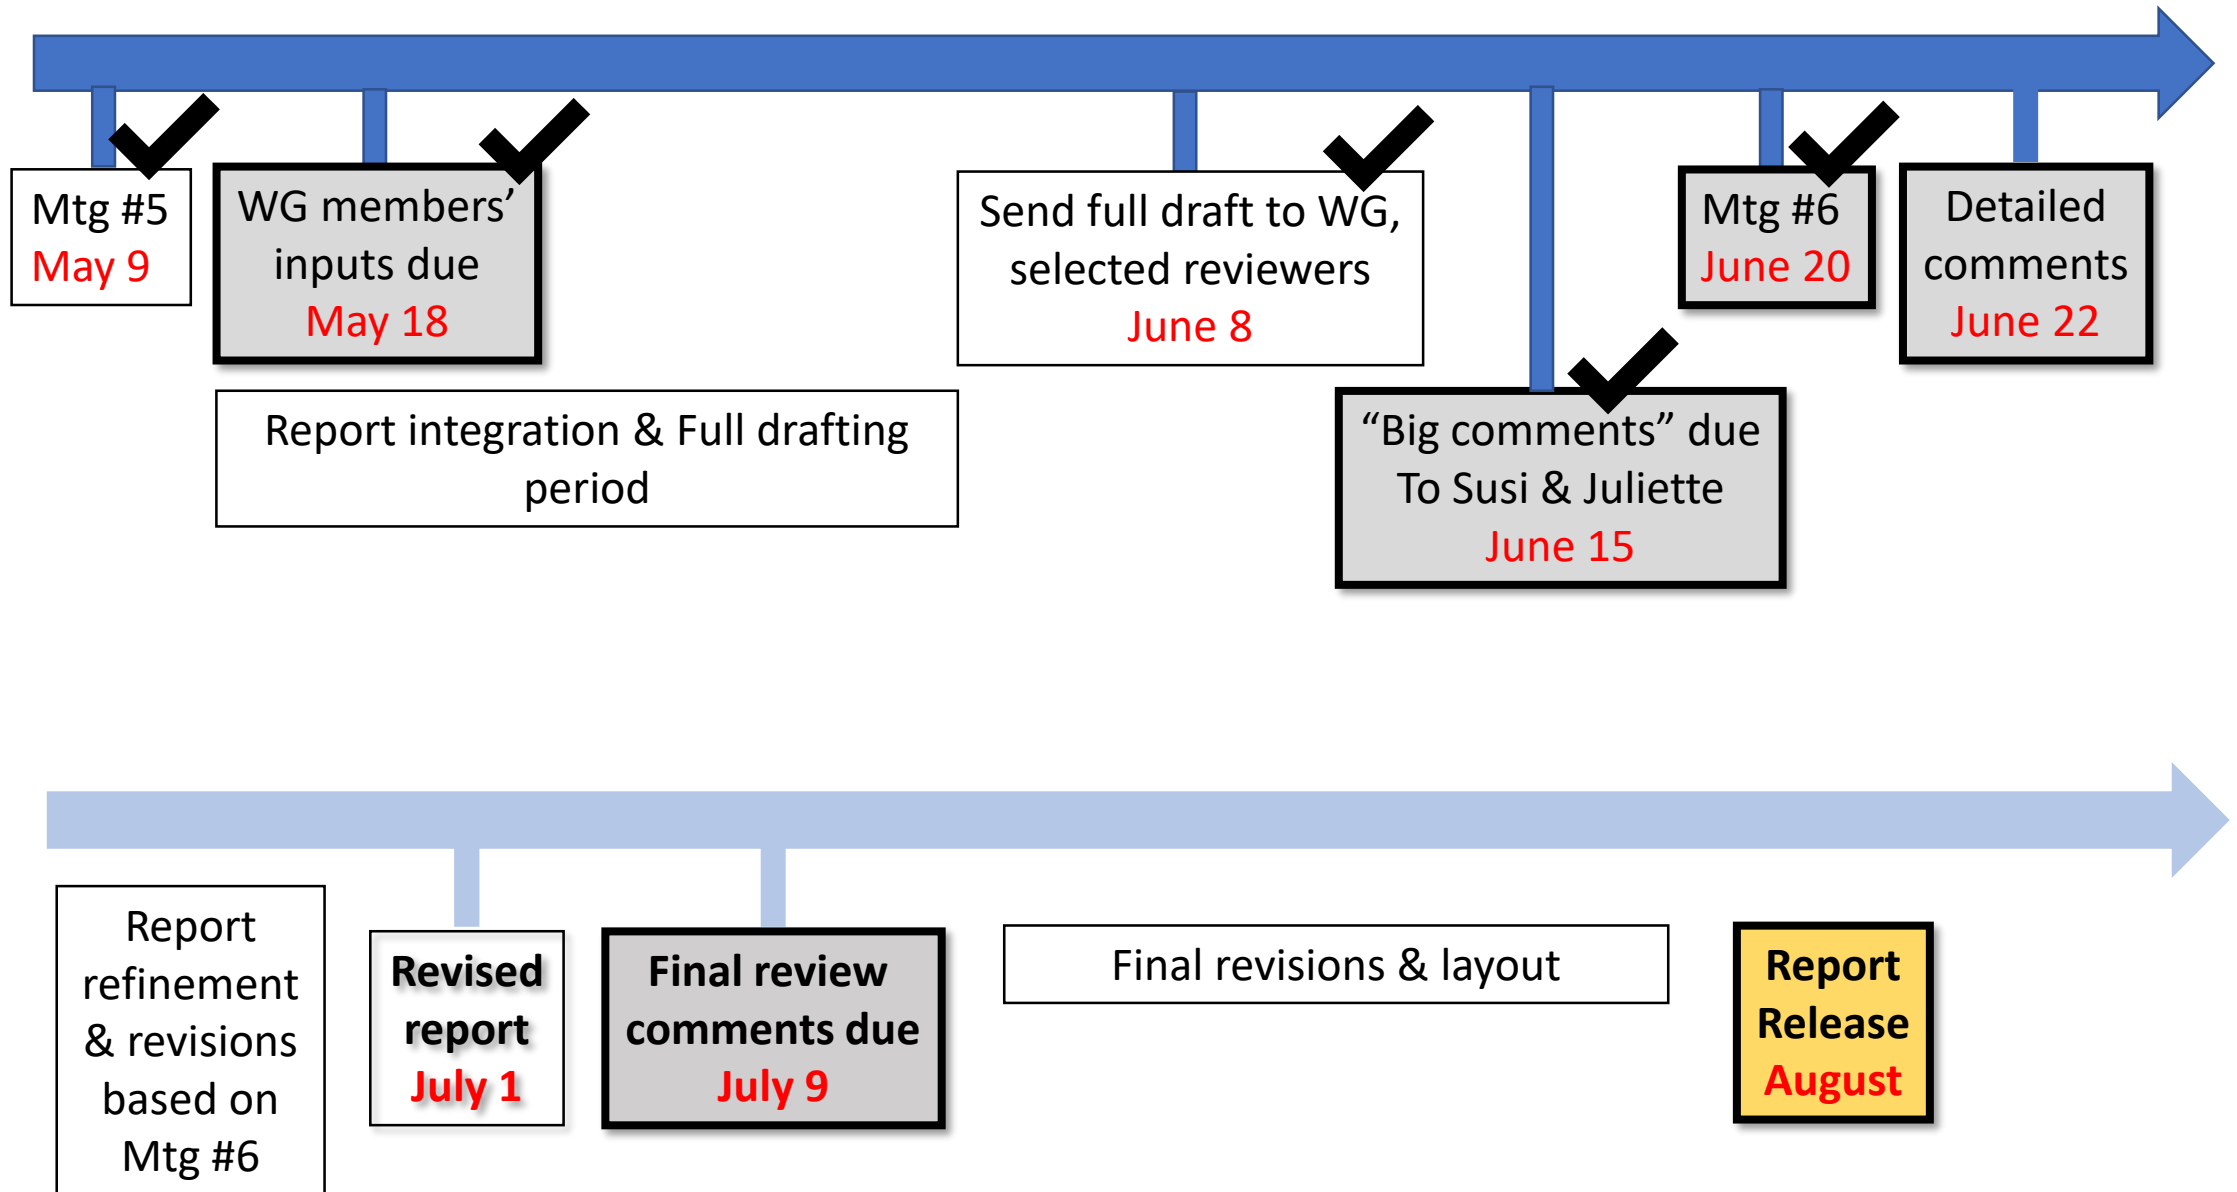 Mtg #5
May 9
WG members’
inputs due
May 18
Send full draft to WG,
selected reviewers
June 8
Mtg #6
June 20
Detailed
comments
June 22
Report integration & Full drafting
period
“Big comments” due
To Susi & Juliette
June 15
Report
refinement
& revisions
based on
Mtg #6
Revised
report
July 1
Final review
comments due
July 9
Final revisions & layout
Report
Release
August